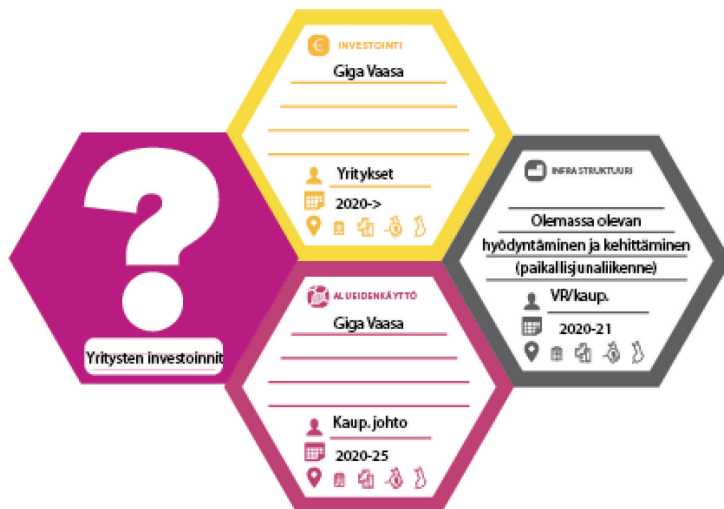 ?
Yritysten investoinnit
INVESTOINTI
Giga Vaasa
Yritykset
2020->
ALUEIDENKÄYTTÖ
Giga Vaasa
Kaup. johto
2020-25
INFRASTRUKTUURI
Olemassa olevan
hyödyntäminen ja kehittäminen
(paikallisjunaliikenne)
VR/kaup.
2020-21